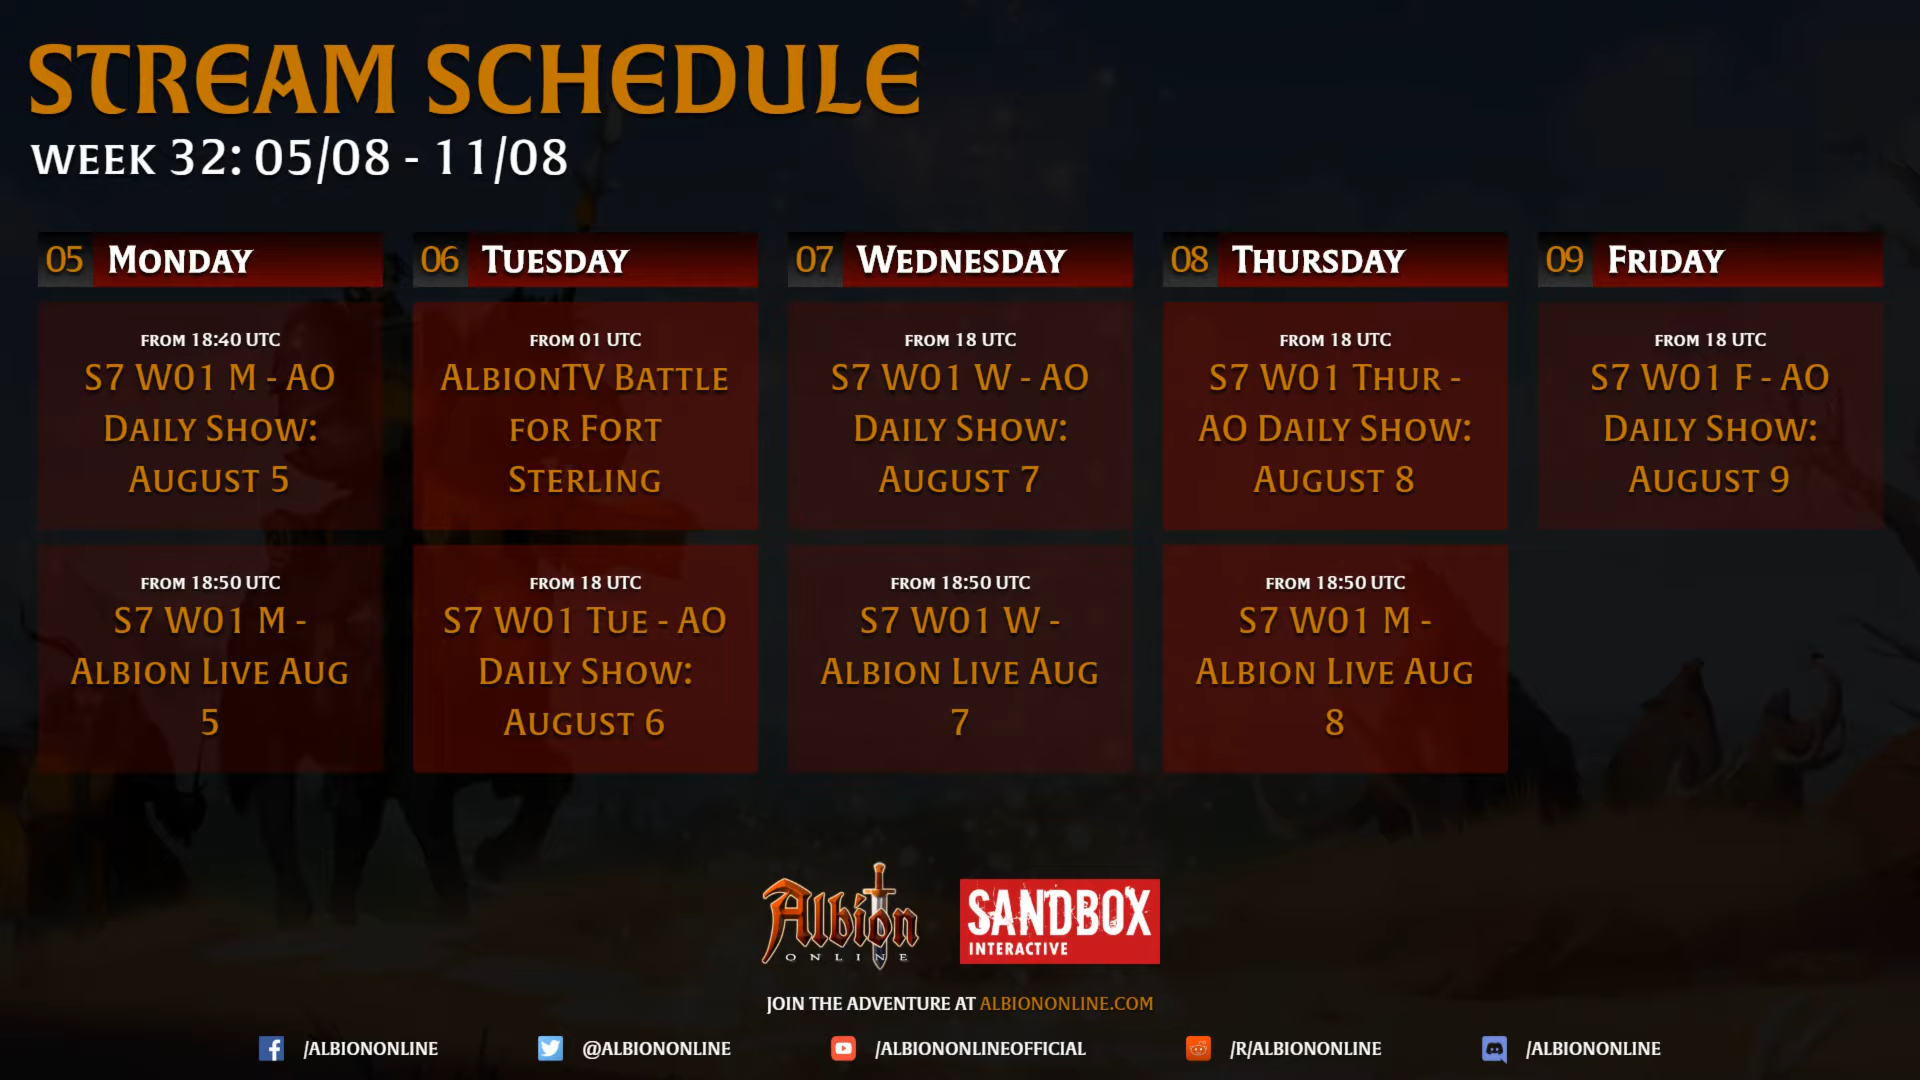 STREAM SCHEDULE
WEEK 32: 05/08 - 11/08
05 MONDAY
FROM 18:40 UTC
S7 W01 M - AO
DAILY SHOW:
AUGUST 5
FROM 18:50 UTC
S7 W01 M -
ALBION LIVE AUG
5
06 TUESDAY
FROM 01 UTC
ALBIONTV BATTLE
FOR FORT
STERLING
FROM 18 UTC
S7 W01 TUE - AO
DAILY SHOW:
AUGUST 6
07 WEDNESDAY
FROM 18 UTC
S7 W01 W - AO
DAILY SHOW:
AUGUST 7
FROM 18:50 UTC
S7 W01 W -
ALBION LIVE AUG
7
08 THURSDAY
FROM 18 UTC
S7 W01 THUR -
AO DAILY SHOW:
AUGUST 8
FROM 18:50 UTC
S7 W01 M -
ALBION LIVE AUG
8
09 FRIDAY
FROM 18 UTC
S7 W01 F - AO
DAILY SHOW:
AUGUST 9
Albion
ONLINE
SANDBOX
INTERACTIVE
JOIN THE ADVENTURE AT ALBIONONLINE.COM
/ALBIONONLINE
@ALBIONONLINE
/ALBIONONLINEOFFICIAL
/R/ALBIONONLINE
/ALBIONONLINE